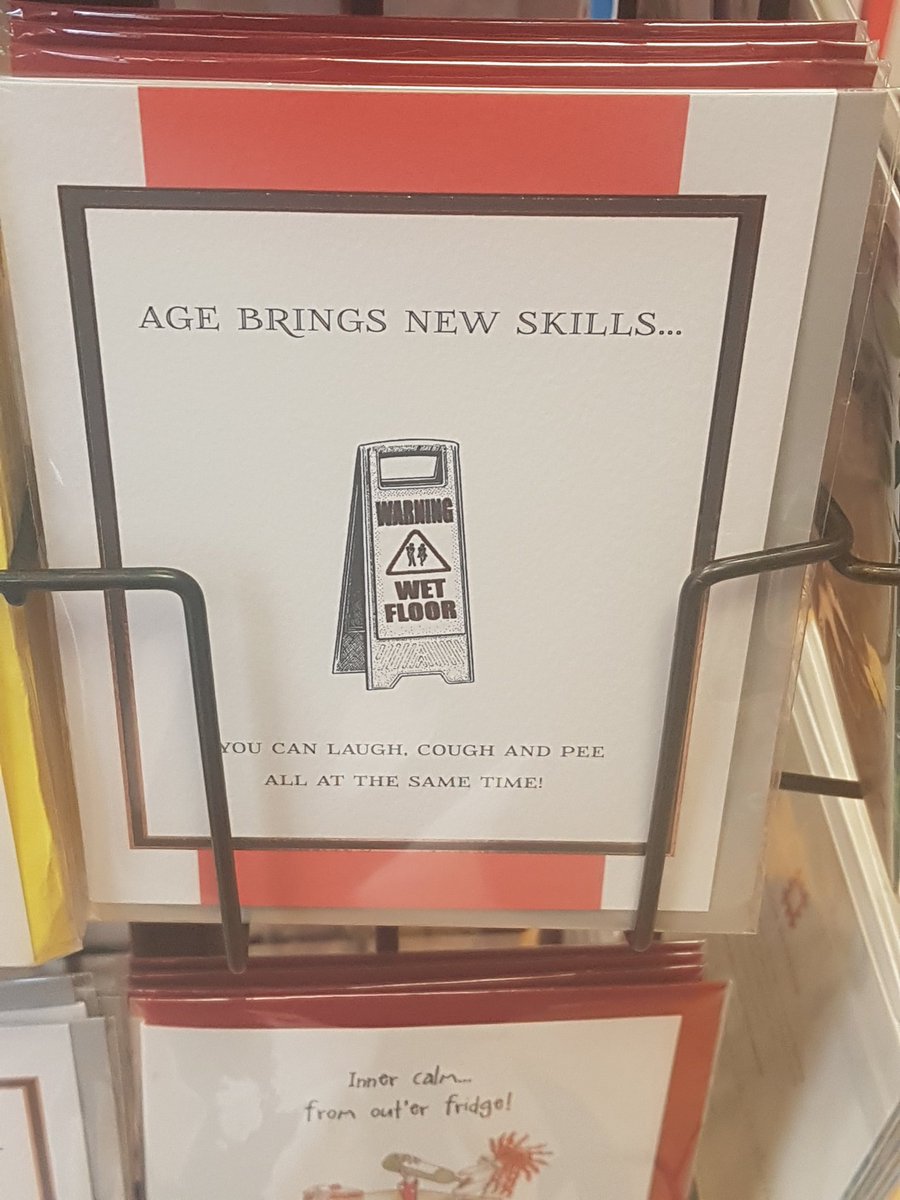 AGE BRINGS NEW SKILLS...
WARNING
WET
FLOOR
YOU CAN LAUGH, COUGH AND PEE
ALL AT THE SAME TIME!
Inner calm...
from out'er fridge!